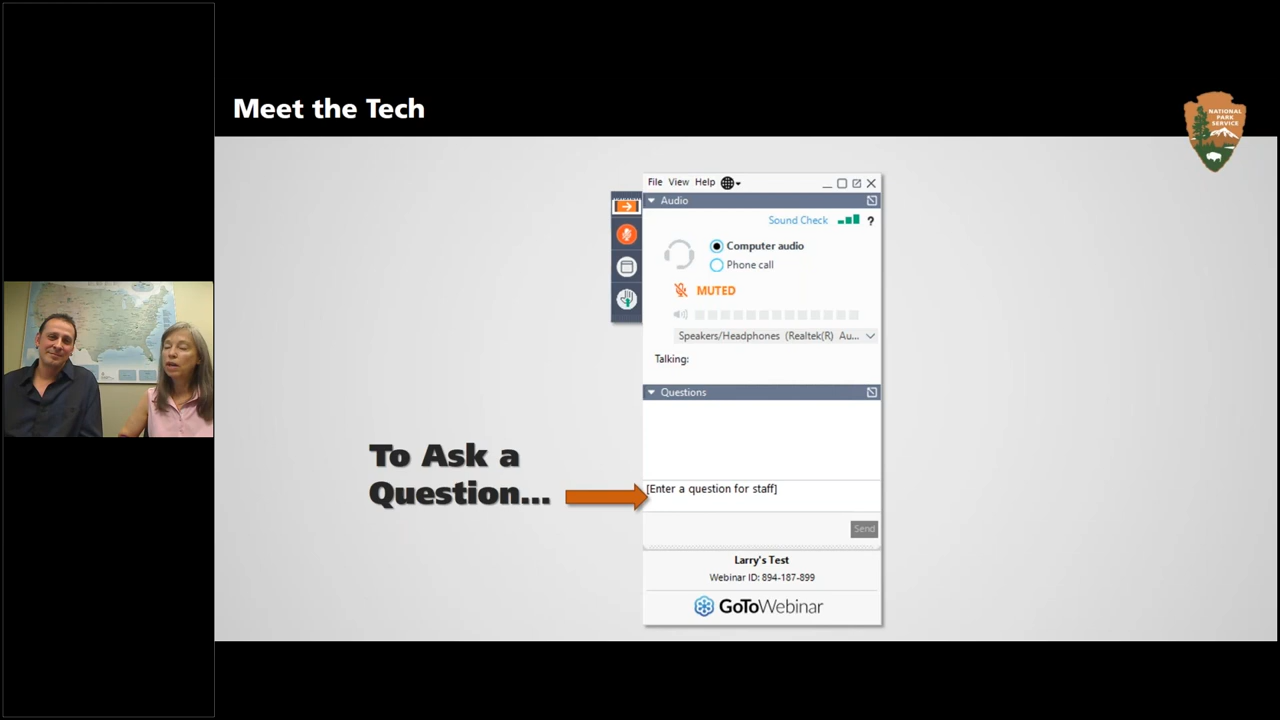 Meet the Tech
NATIONAL
PARK
SERVICE
File View Help
Audio
Sound Check ?
Computer audio
Phone call
MUTED
Speakers/Headphones (Realtek(R) Au...
Talking:
Questions
To Ask a
Question...
[Enter a question for staff]
Send
Larry's Test
Webinar ID: 894-187-899
GoToWebinar